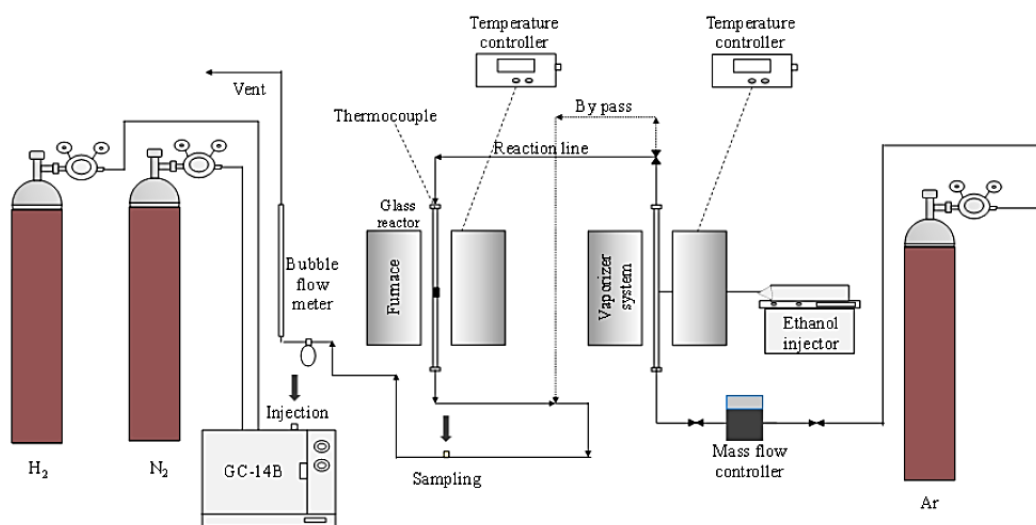 Temperature
controller
Temperature
controller
Vent
By pass
Thermocouple
Reaction line
Glass
reactor
Bubble
flow
meter
Furnace
Vaporizer
system
Ethanol
injector
Injection
Mass flow
controller
H2
N2
GC-14B
Sampling
Ar